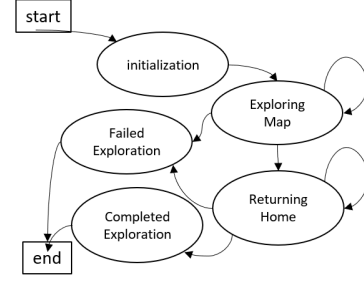 start
initialization
Exploring
Map
Failed
Exploration
Returning
Home
Completed
Exploration
end